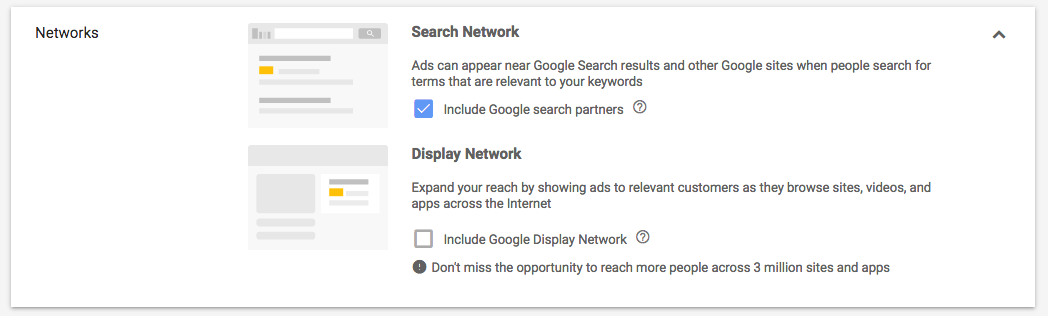 Networks
Search Network
Ads can appear near Google Search results and other Google sites when people search for
terms that are relevant to your keywords
Include Google search partners
Display Network
Expand your reach by showing ads to relevant customers as they browse sites, videos, and
apps across the Internet
Include Google Display Network
Don't miss the opportunity to reach more people across 3 million sites and apps